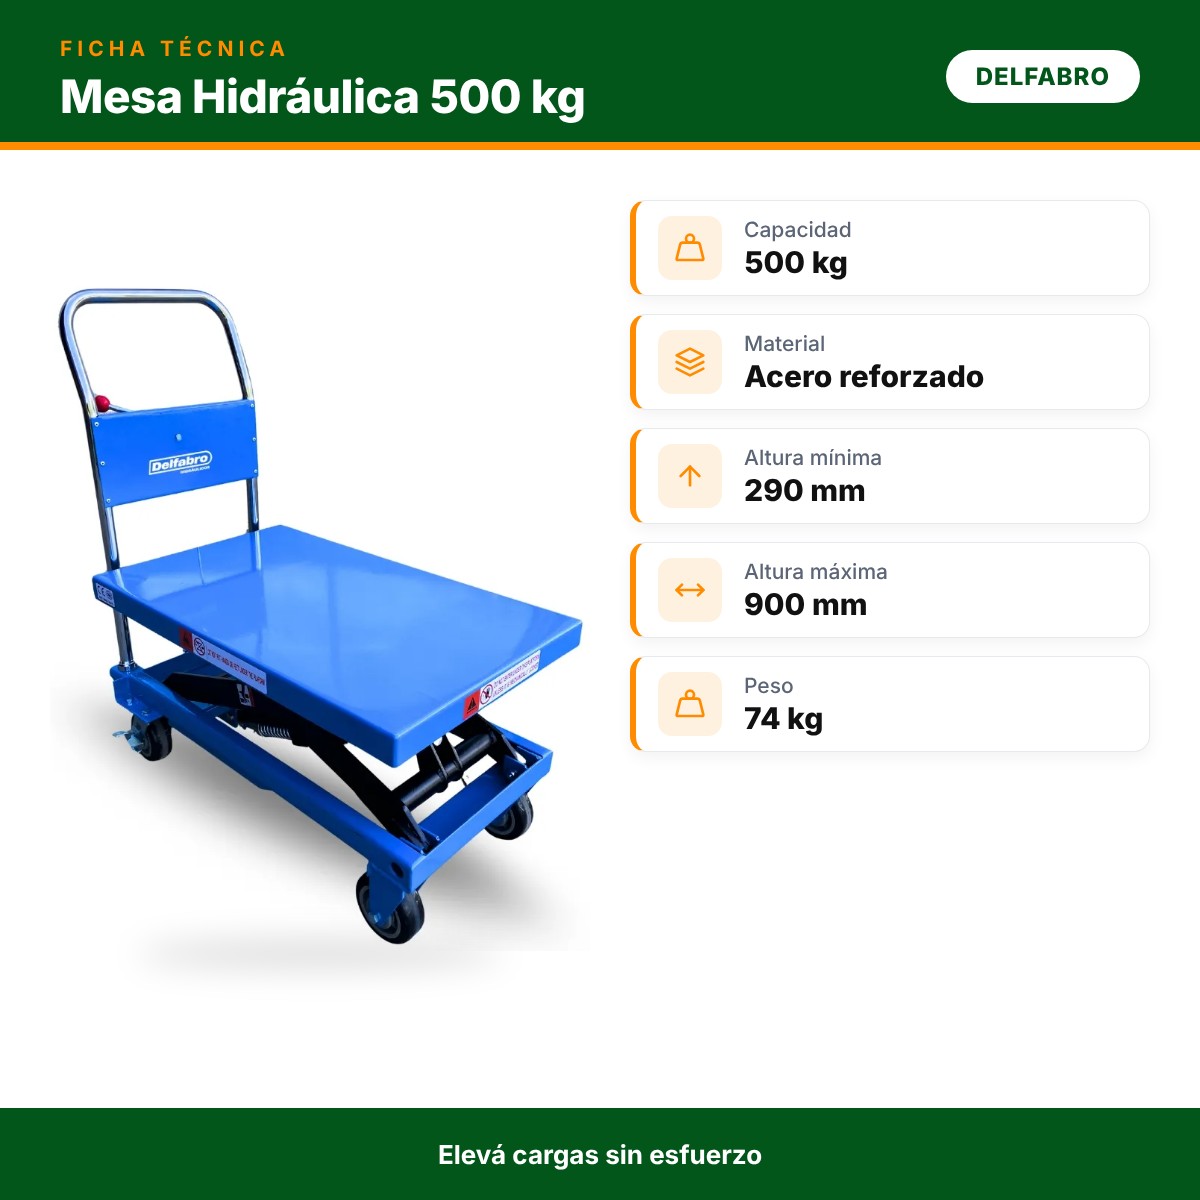 FICHA TÉCNICA
Mesa Hidráulica 500 kg
DELFABRO
Capacidad
500 kg
Material
Acero reforzado
Altura mínima
290 mm
Altura máxima
900 mm
Peso
74 kg
Delfabro
Elevá cargas sin esfuerzo